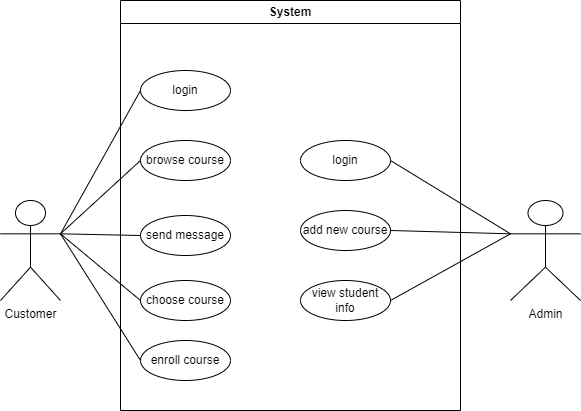 System
login
browse course
send message
choose course
enroll course
login
add new course
view student
info
Customer
Admin